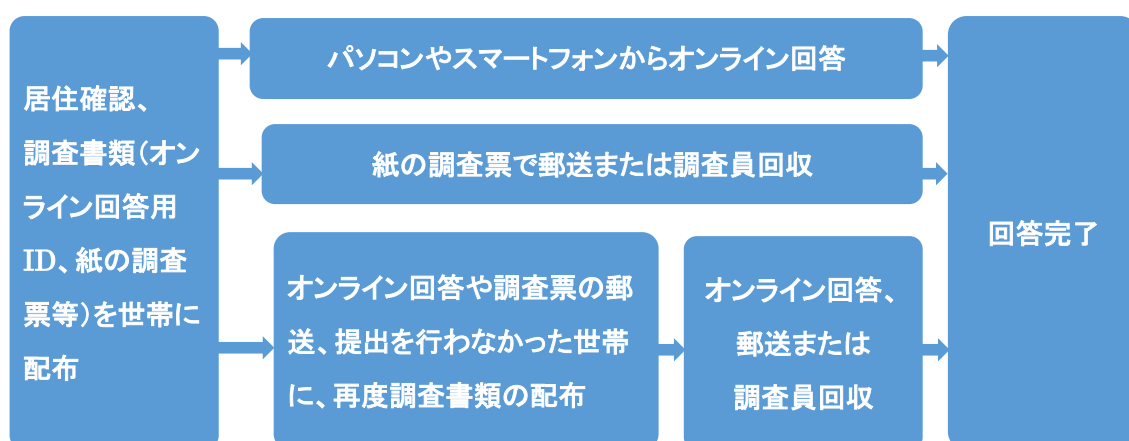 居住確認、
調査書類（オン
ライン回答用
ID、紙の調査
票等）を世帯に
配布
パソコンやスマートフォンからオンライン回答
紙の調査票で郵送または調査員回収
オンライン回答や調査票の郵
送、提出を行わなかった世帯
に、再度調査書類の配布
オンライン回答、
郵送または
調査員回収
回答完了